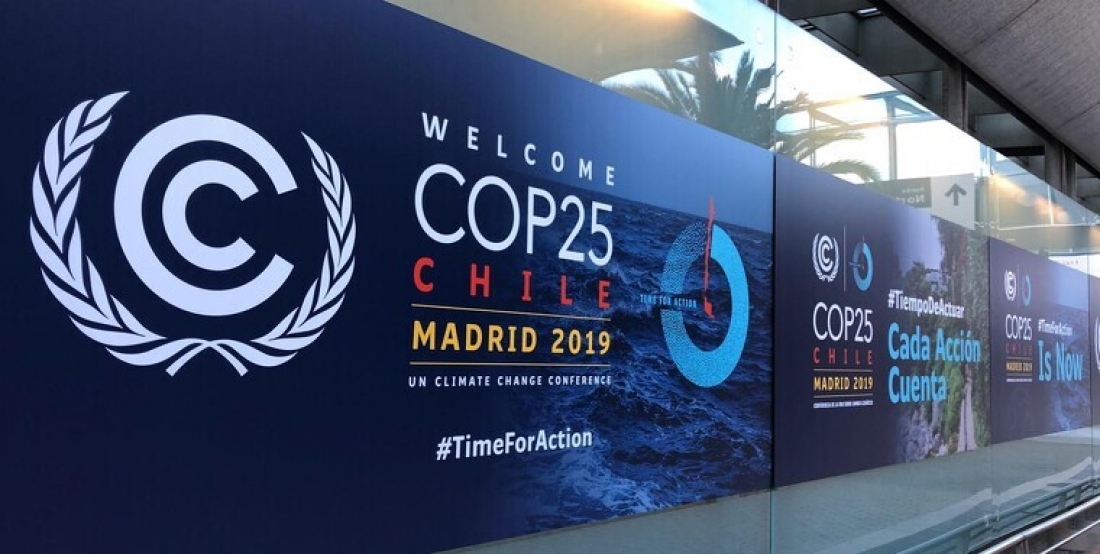 WELCOME
COP25
CHILE
MADRID 2019
UN CLIMATE CHANGE CONFERENCE
#TimeForAction
TIME FOR ACTION
COP25
CHILE
MADRID 2019
#TiempoDeActuar
Cada Acción
Cuenta
COP25
CHILE
MADRID 2019
#TimeForAction
Is Now